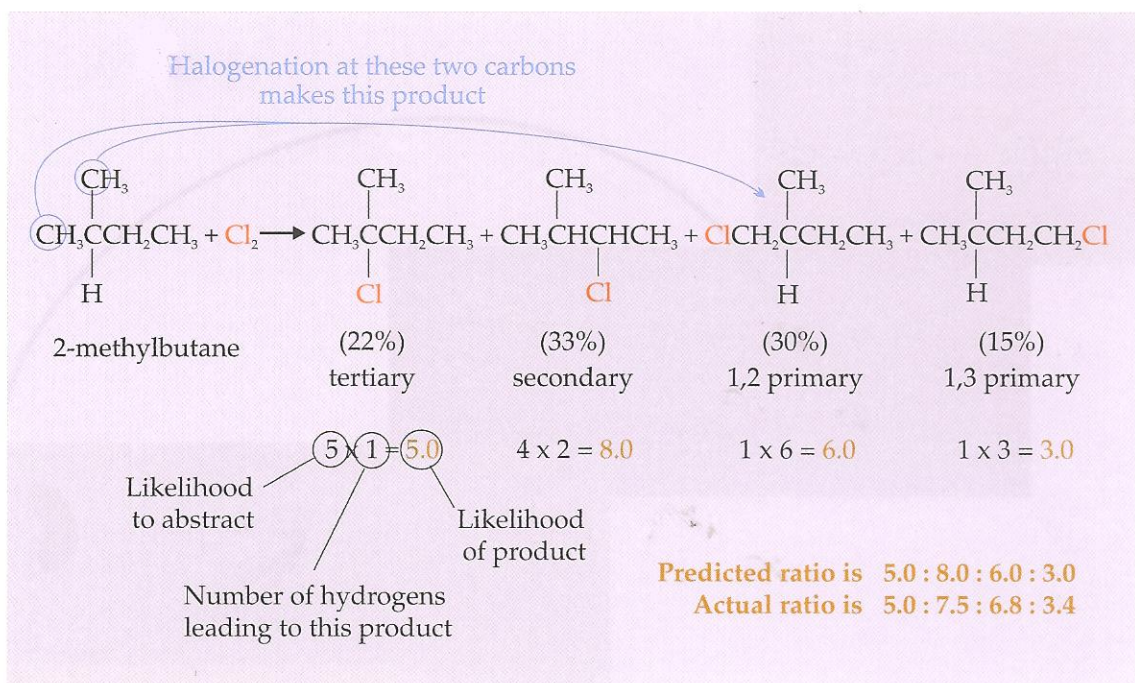 Halogenation at these two carbons
makes this product
CH₃ CH₃ CH₃ CH₃ CH₃
CH₃CCH₂CH₃ + Cl₂ → CH₃CCH₂CH₃ + CH₃CHCHCH₃ + ClCH₂CCH₂CH₃ + CH₃CCH₂CH₂Cl
H Cl Cl H H
2-methylbutane (22%) (33%) (30%) (15%)
tertiary secondary 1,2 primary 1,3 primary
5 x 1 = 5.0 4 x 2 = 8.0 1 x 6 = 6.0 1 x 3 = 3.0
Likelihood
to abstract
Likelihood
of product
Number of hydrogens
leading to this product
Predicted ratio is 5.0 : 8.0 : 6.0 : 3.0
Actual ratio is 5.0 : 7.5 : 6.8 : 3.4